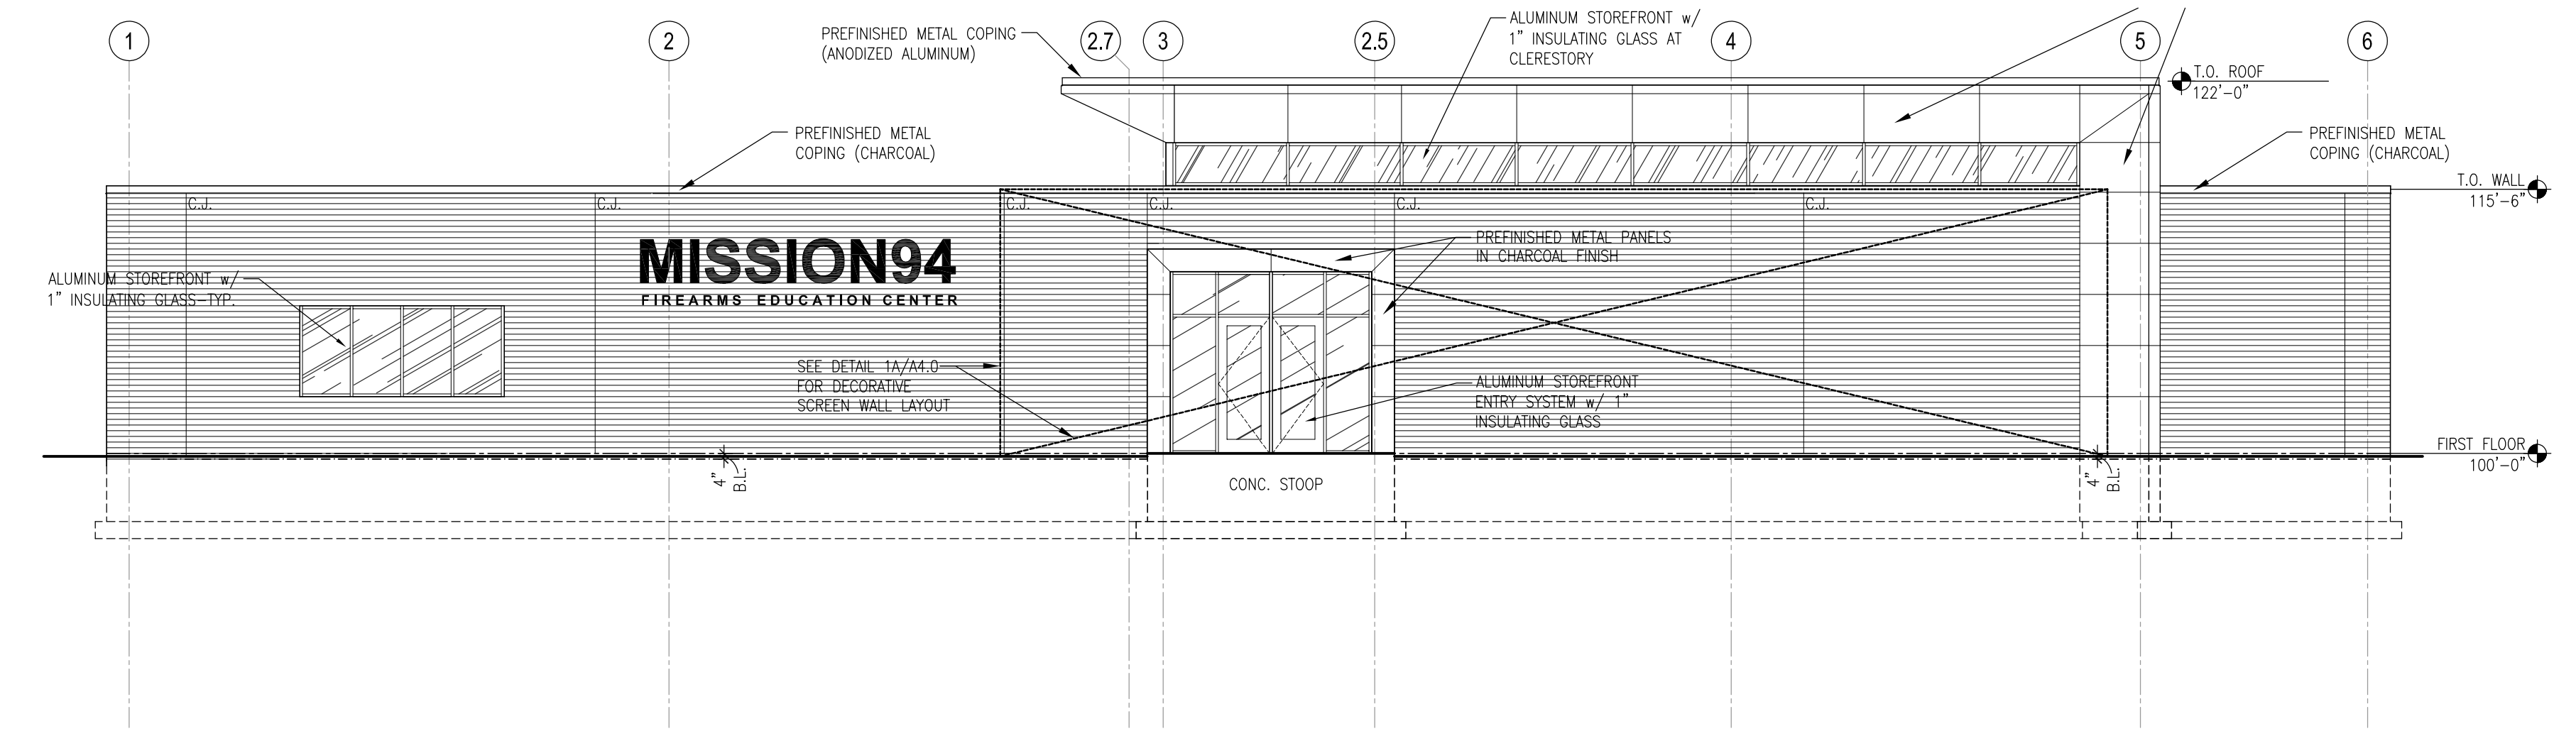 1
2
2.7
3
2.5
4
5
6
PREFINISHED METAL COPING
(ANODIZED ALUMINUM)
ALUMINUM STOREFRONT w/
1" INSULATING GLASS AT
CLERESTORY
T.O. ROOF
122'-0"
PREFINISHED METAL
COPING (CHARCOAL)
PREFINISHED METAL
COPING (CHARCOAL)
T.O. WALL
115'-6"
C.J.
C.J.
C.J.
C.J.
C.J.
C.J.
MISSION94
FIREARMS EDUCATION CENTER
PREFINISHED METAL PANELS
IN CHARCOAL FINISH
ALUMINUM STOREFRONT w/
1" INSULATING GLASS-TYP.
SEE DETAIL 1A/A4.0
FOR DECORATIVE
SCREEN WALL LAYOUT
ALUMINUM STOREFRONT
ENTRY SYSTEM w/ 1"
INSULATING GLASS
FIRST FLOOR
100'-0"
4"
B.L.
CONC. STOOP
4"
B.L.